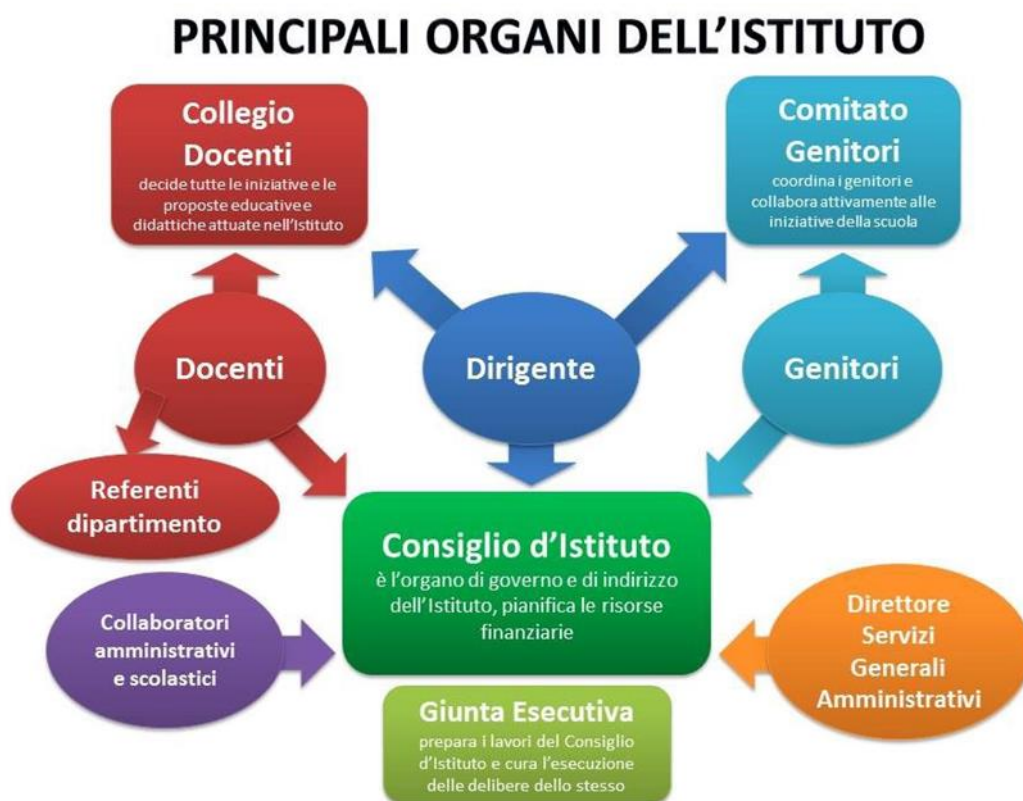 PRINCIPALI ORGANI DELL'ISTITUTO
Collegio
Docenti
decide tutte le iniziative e le
proposte educative e
didattiche attuate nell'Istituto
Comitato
Genitori
coordina i genitori e
collabora attivamente alle
iniziative della scuola
Docenti
Dirigente
Genitori
Referenti
dipartimento
Consiglio d'Istituto
è l'organo di governo e di indirizzo
dell'Istituto, pianifica le risorse
finanziarie
Collaboratori
amministrativi
e scolastici
Direttore
Servizi
Generali
Amministrativi
Giunta Esecutiva
prepara i lavori del Consiglio
d'Istituto e cura l'esecuzione
delle delibere dello stesso